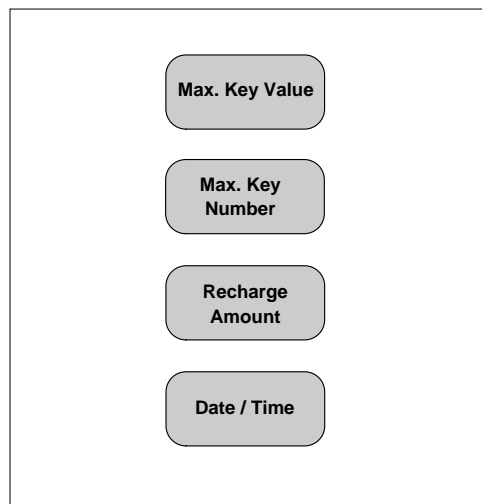 Max. Key Value
Max. Key
Number
Recharge
Amount
Date / Time